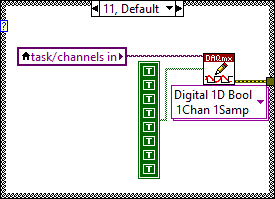 11, Default
?
task/channels in
DAQmx
T
T
T
T
T
T
T
T
Digital 1D Bool
1Chan 1Samp